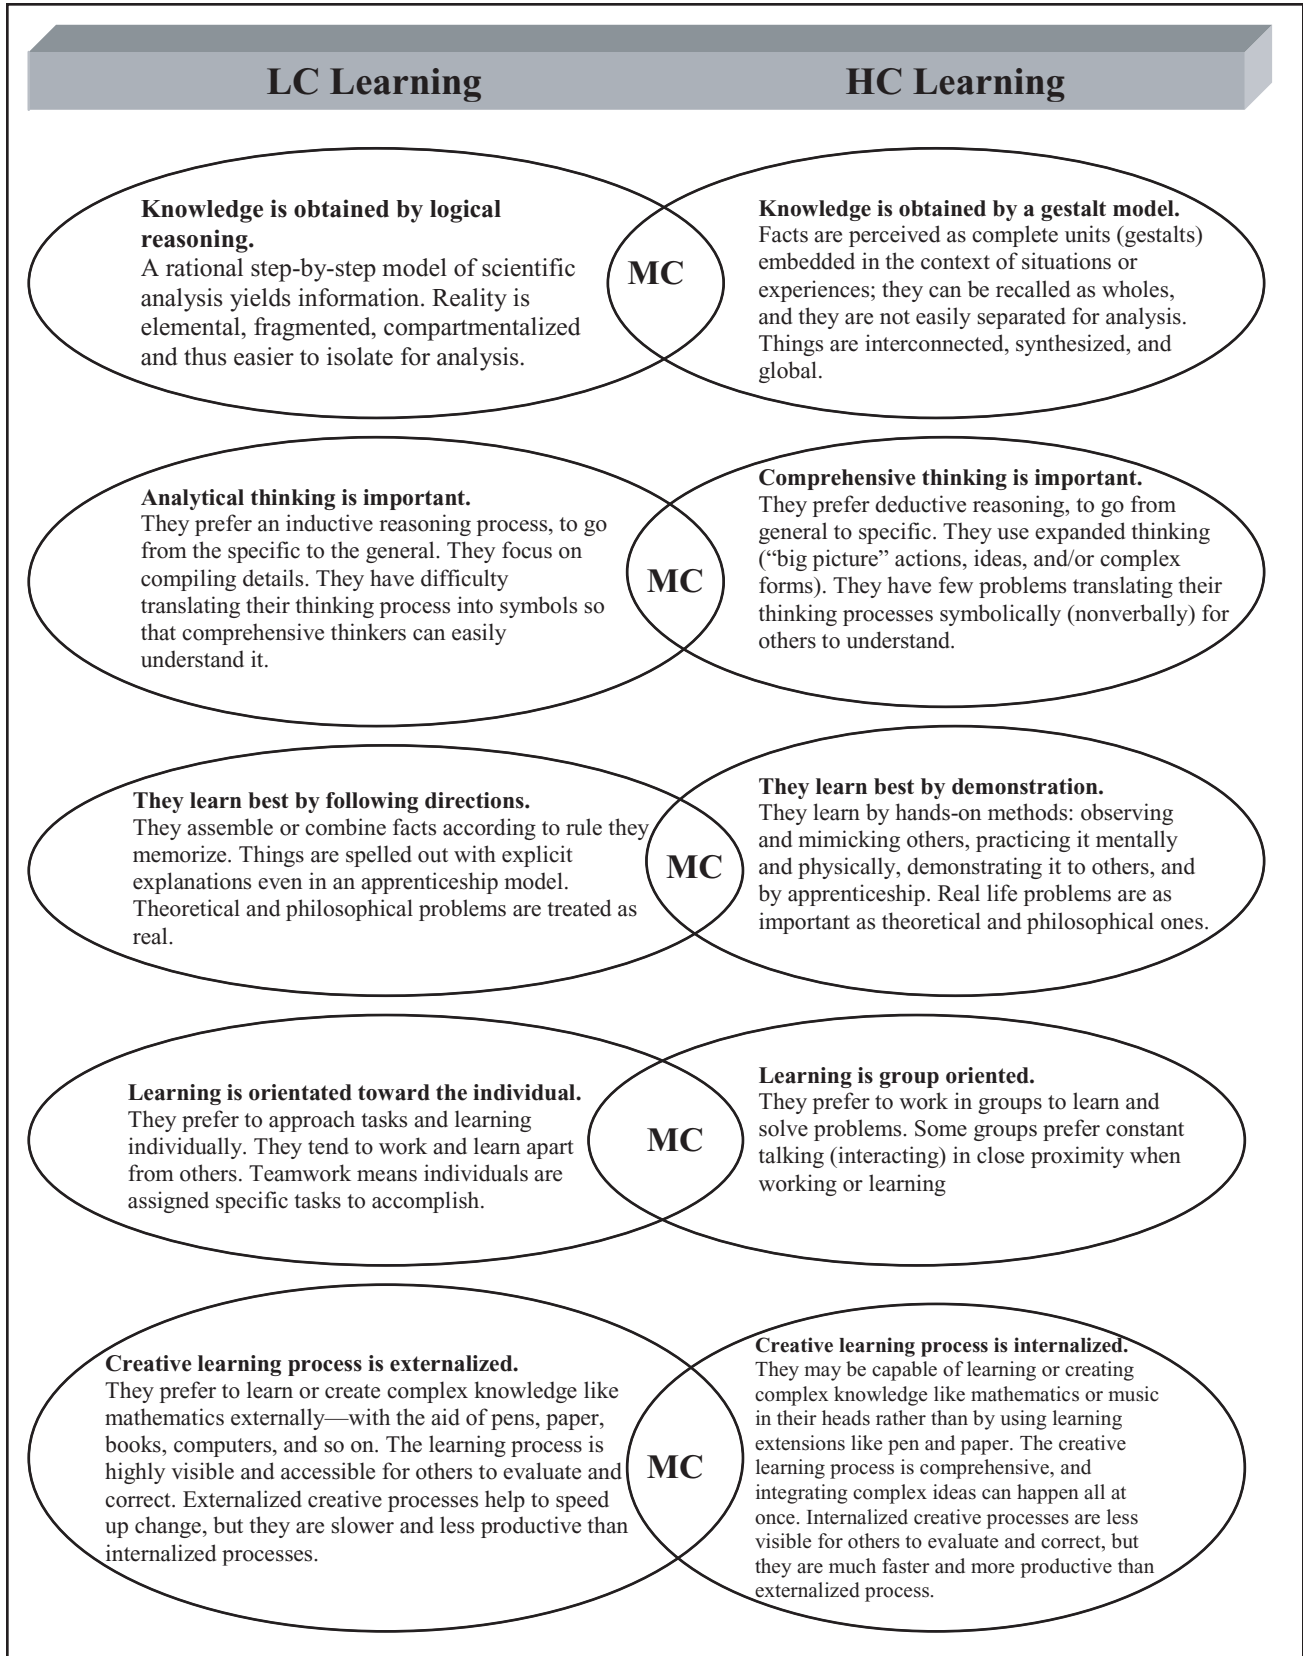 LC Learning
HC Learning
Knowledge is obtained by logical
reasoning.
A rational step-by-step model of scientific
analysis yields information. Reality is
elemental, fragmented, compartmentalized
and thus easier to isolate for analysis.
MC
Knowledge is obtained by a gestalt model.
Facts are perceived as complete units (gestalts)
embedded in the context of situations or
experiences; they can be recalled as wholes,
and they are not easily separated for analysis.
Things are interconnected, synthesized, and
global.
Analytical thinking is important.
They prefer an inductive reasoning process, to go
from the specific to the general. They focus on
compiling details. They have difficulty
translating their thinking process into symbols so
that comprehensive thinkers can easily
understand it.
MC
Comprehensive thinking is important.
They prefer deductive reasoning, to go from
general to specific. They use expanded thinking
(“big picture” actions, ideas, and/or complex
forms). They have few problems translating their
thinking processes symbolically (nonverbally) for
others to understand.
They learn best by following directions.
They assemble or combine facts according to rule they
memorize. Things are spelled out with explicit
explanations even in an apprenticeship model.
Theoretical and philosophical problems are treated as
real.
MC
They learn best by demonstration.
They learn by hands-on methods: observing
and mimicking others, practicing it mentally
and physically, demonstrating it to others, and
by apprenticeship. Real life problems are as
important as theoretical and philosophical ones.
Learning is orientated toward the individual.
They prefer to approach tasks and learning
individually. They tend to work and learn apart
from others. Teamwork means individuals are
assigned specific tasks to accomplish.
MC
Learning is group oriented.
They prefer to work in groups to learn and
solve problems. Some groups prefer constant
talking (interacting) in close proximity when
working or learning
Creative learning process is externalized.
They prefer to learn or create complex knowledge like
mathematics externally—with the aid of pens, paper,
books, computers, and so on. The learning process is
highly visible and accessible for others to evaluate and
correct. Externalized creative processes help to speed
up change, but they are slower and less productive than
internalized processes.
MC
Creative learning process is internalized.
They may be capable of learning or creating
complex knowledge like mathematics or music
in their heads rather than by using learning
extensions like pen and paper. The creative
learning process is comprehensive, and
integrating complex ideas can happen all at
once. Internalized creative processes are less
visible for others to evaluate and correct, but
they are much faster and more productive than
externalized process.